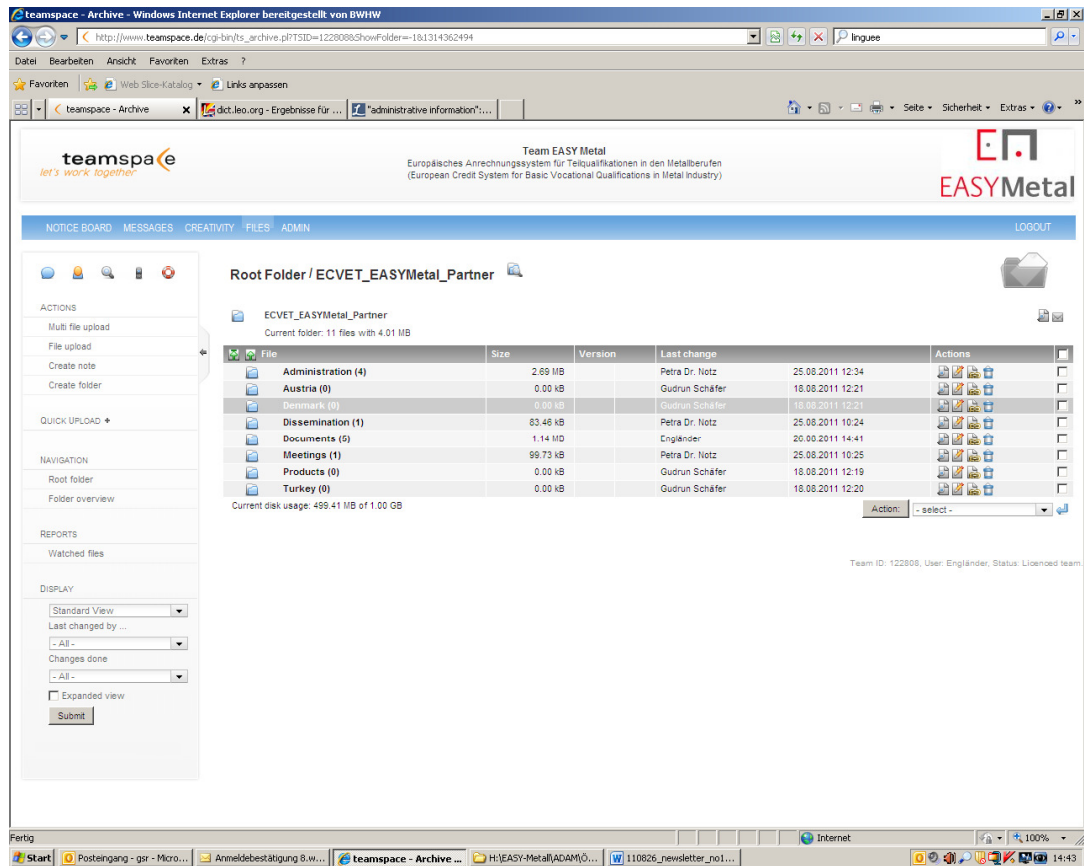 teamspace - Archive - Windows Internet Explorer bereitgestellt von BWHW
http://www.teamspace.de/cgi-bin/ts_archive.pl?TSID=122808&ShowFolder=-1&1314362494
linguee
Datei Bearbeiten Ansicht Favoriten Extras ?
Favoriten Web Slice-Katalog Links anpassen
teamspace - Archive dict.leo.org - Ergebnisse für ... "administrative information":... Seite Sicherheit Extras »
teamspace
let's work together
Team EASY Metal
Europäisches Anrechnungssystem für Teilqualifikationen in den Metallberufen
(European Credit System for Basic Vocational Qualifications in Metal Industry)
EASYMetal
NOTICE BOARD MESSAGES CREATIVITY FILES ADMIN LOGOUT
Root Folder / ECVET_EASYMetal_Partner
ACTIONS
Multi file upload
File upload
Create note
Create folder
QUICK UPLOAD +
NAVIGATION
Root folder
Folder overview
REPORTS
Watched files
DISPLAY
Standard View
Last changed by ...
- All -
Changes done
- All -
Expanded view
Submit
ECVET_EASYMetal_Partner
Current folder: 11 files with 4.01 MB
File Size Version Last change Actions
Administration (4) 2.69 MB Petra Dr. Notz 25.08.2011 12:34
Austria (0) 0.00 kB Gudrun Schäfer 18.08.2011 12:21
Denmark (0) 0.00 kB Gudrun Schäfer 18.08.2011 12:21
Dissemination (1) 83.46 kB Petra Dr. Notz 25.08.2011 10:24
Documents (5) 1.14 MB Engländer 14:41
Meetings (1) 99.73 kB Petra Dr. Notz 25.08.2011 10:25
Products (0) 0.00 kB Gudrun Schäfer 18.08.2011 12:19
Turkey (0) 0.00 kB Gudrun Schäfer 18.08.2011 12:20
Current disk usage: 499.41 MB of 1.00 GB
Action: - select -
Team ID: 122808, User: Engländer, Status: Licenced team
Fertig Internet 100%
Start Posteingang - gsr - Micro... Anmeldebestätigung 8.w... teamspace - Archive ... H:\EASY-Metall\ADAM\Ö... 110826_newsletter_no1... 14:43